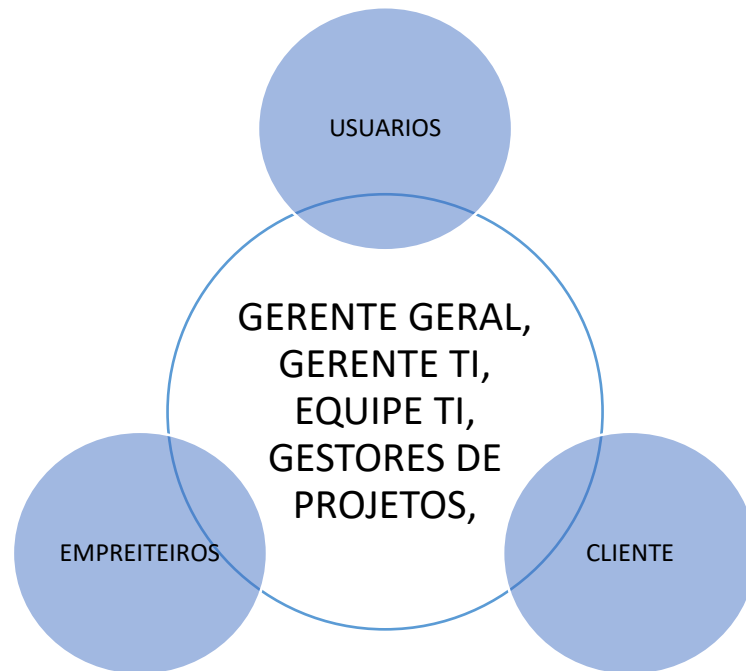 USUARIOS
GERENTE GERAL,
GERENTE TI,
EQUIPE TI,
GESTORES DE
PROJETOS,
EMPREITEIROS
CLIENTE